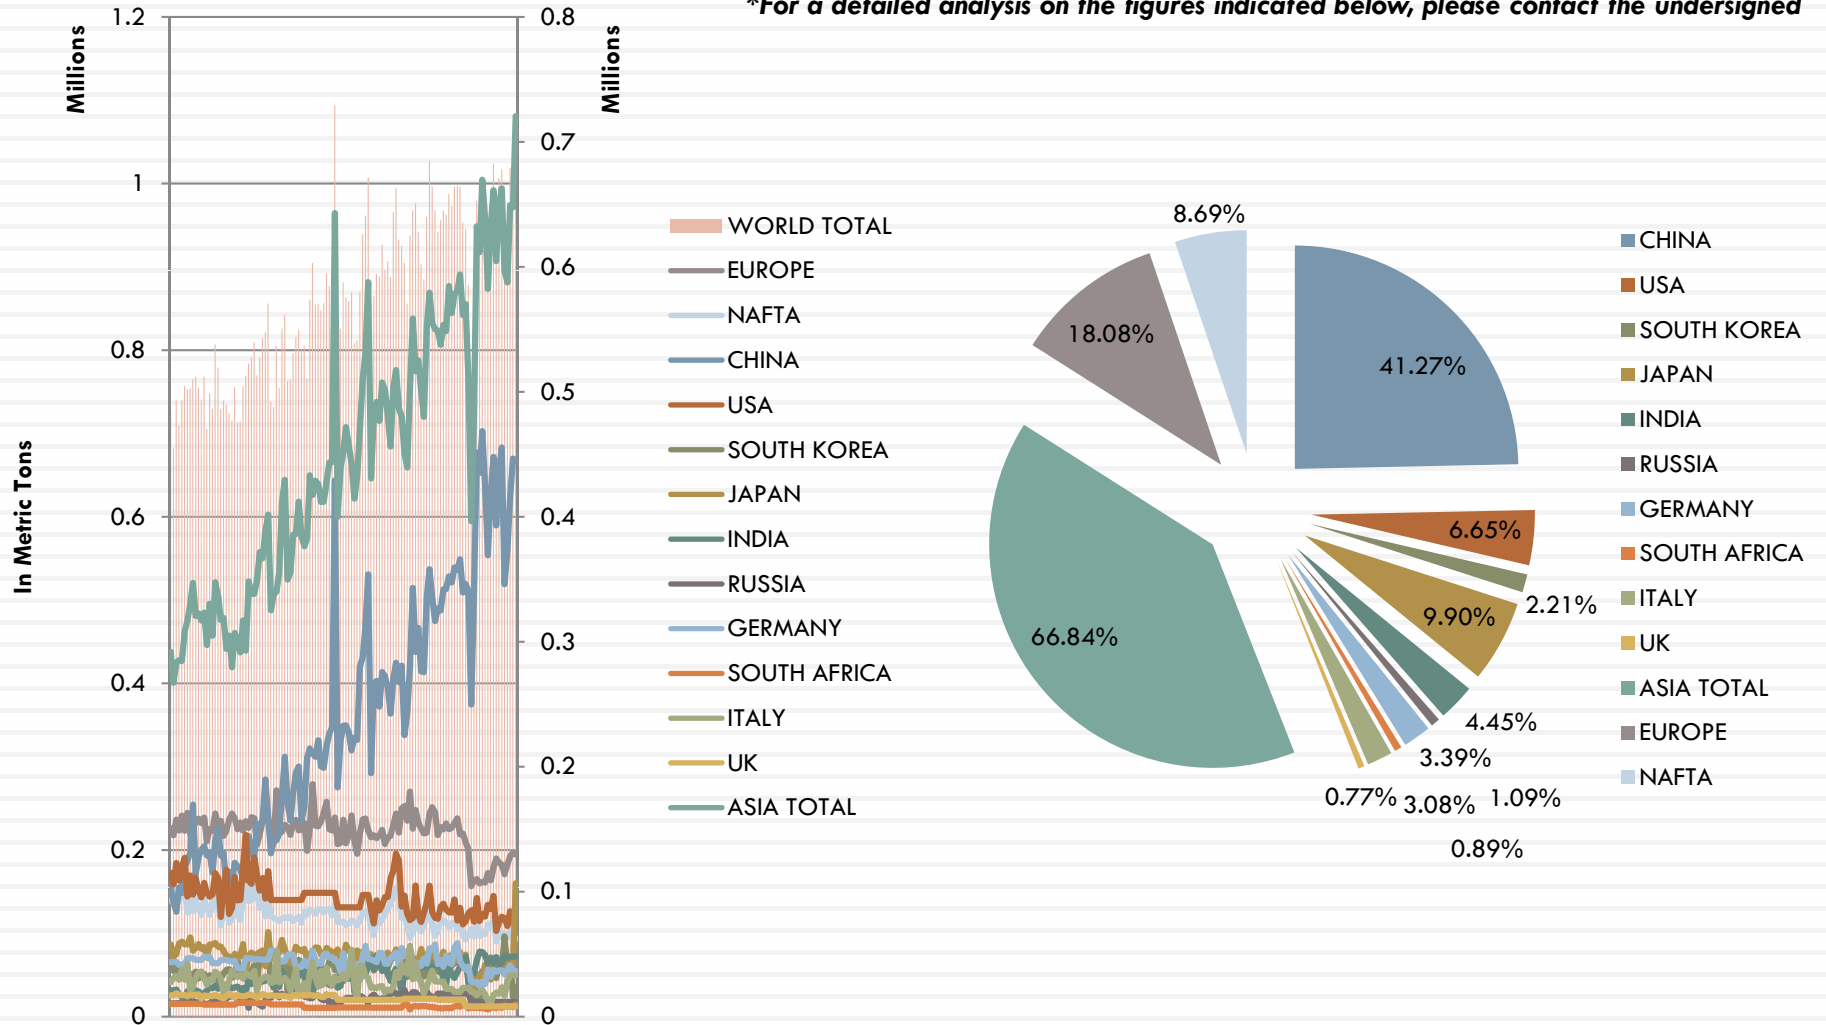 *For a detailed analysis on the figures indicated below, please contact the undersigned
Millions
In Metric Tons
1.2
1
0.8
0.6
0.4
0.2
0
Millions
0.8
0.7
0.6
0.5
0.4
0.3
0.2
0.1
0
WORLD TOTAL
EUROPE
NAFTA
CHINA
USA
SOUTH KOREA
JAPAN
INDIA
RUSSIA
GERMANY
SOUTH AFRICA
ITALY
UK
ASIA TOTAL
8.69%
18.08%
41.27%
6.65%
2.21%
9.90%
66.84%
4.45%
3.39%
0.77%
3.08%
1.09%
0.89%
CHINA
USA
SOUTH KOREA
JAPAN
INDIA
RUSSIA
GERMANY
SOUTH AFRICA
ITALY
UK
ASIA TOTAL
EUROPE
NAFTA